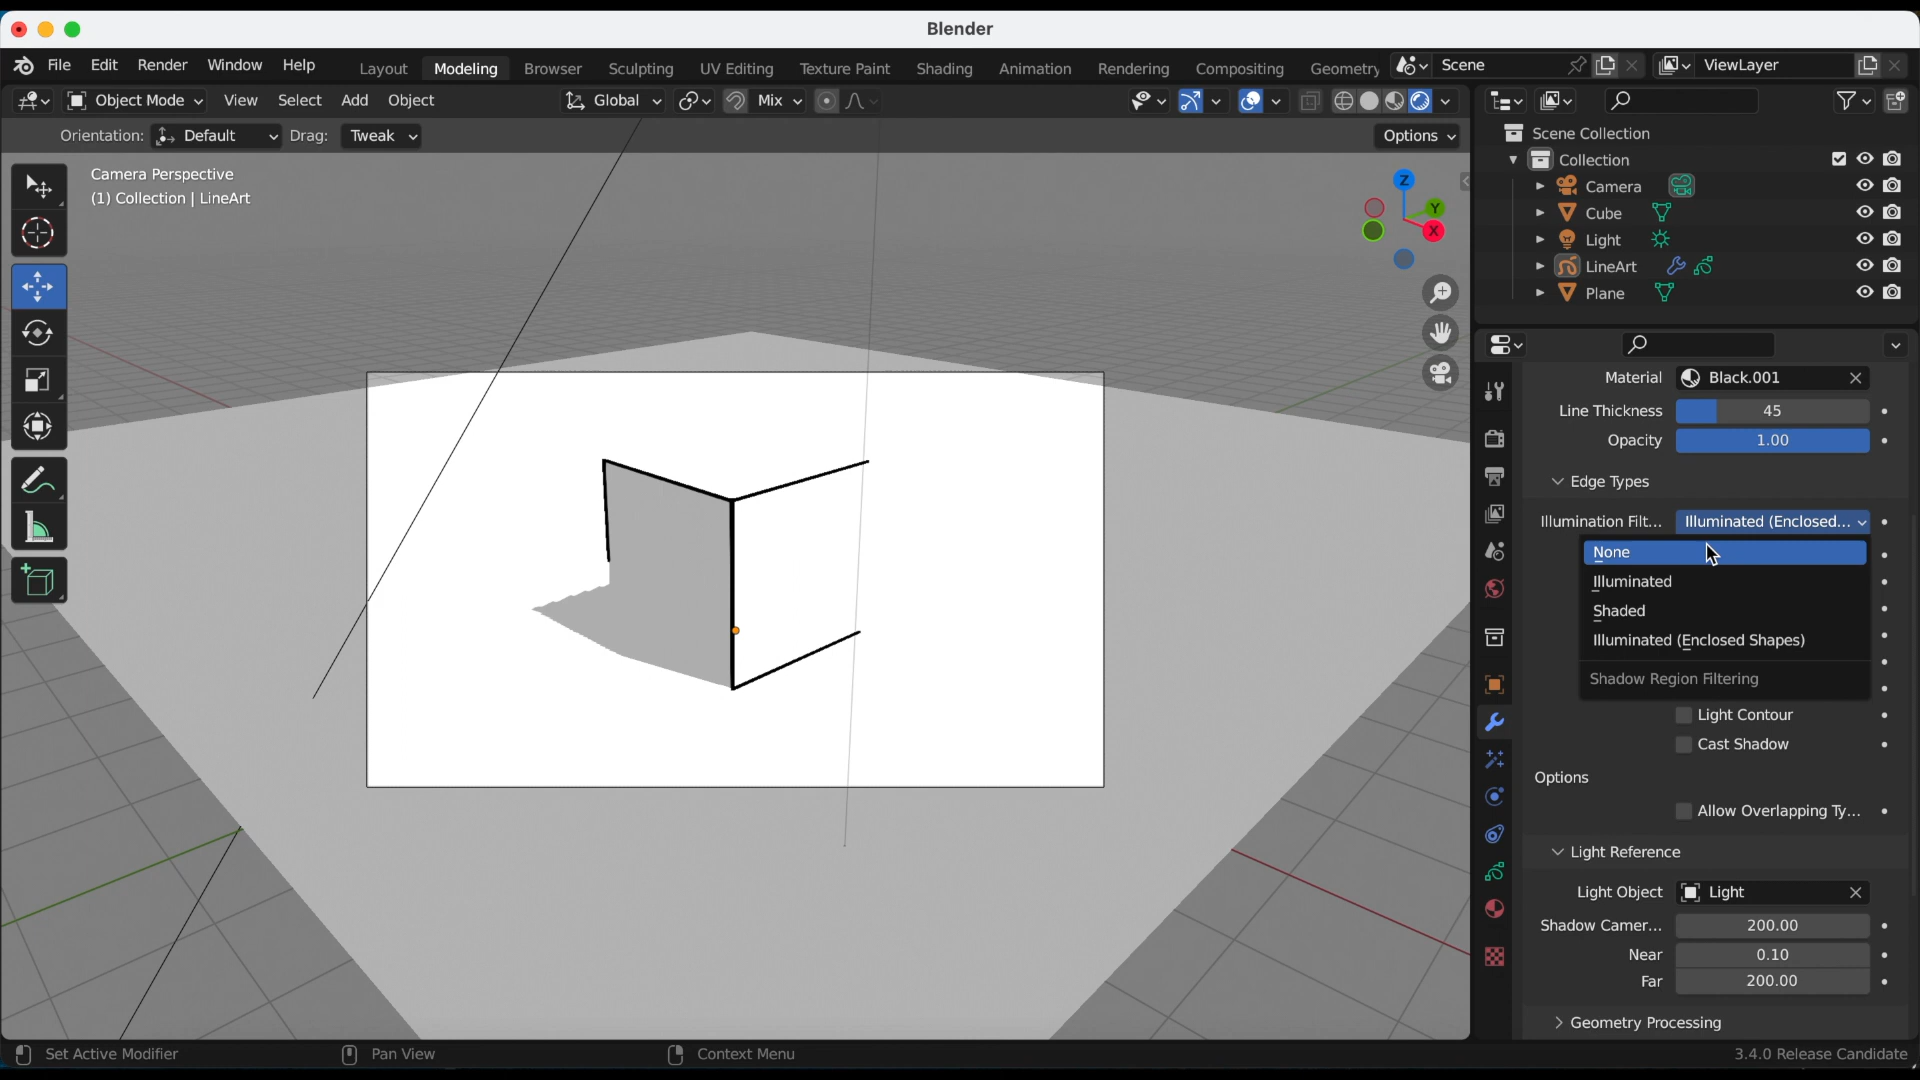 Blender
File Edit Render Window Help Layout Modeling Browser Sculpting UV Editing Texture Paint Shading Animation Rendering Compositing Geometry Scene ViewLayer
Object Mode View Select Add Object Global Mix
Orientation: Default Drag: Tweak Options
Camera Perspective
(1) Collection | LineArt
Z
Y
X
Scene Collection
Collection
Camera
Cube
Light
LineArt
Plane
Material Black.001
Line Thickness 45
Opacity 1.00
Edge Types
Illumination Filt... Illuminated (Enclosed...
None
Illuminated
Shaded
Illuminated (Enclosed Shapes)
Shadow Region Filtering
Light Contour
Cast Shadow
Options
Allow Overlapping Ty...
Light Reference
Light Object Light
Shadow Camer... 200.00
Near 0.10
Far 200.00
Geometry Processing
Set Active Modifier Pan View Context Menu 3.4.0 Release Candidate